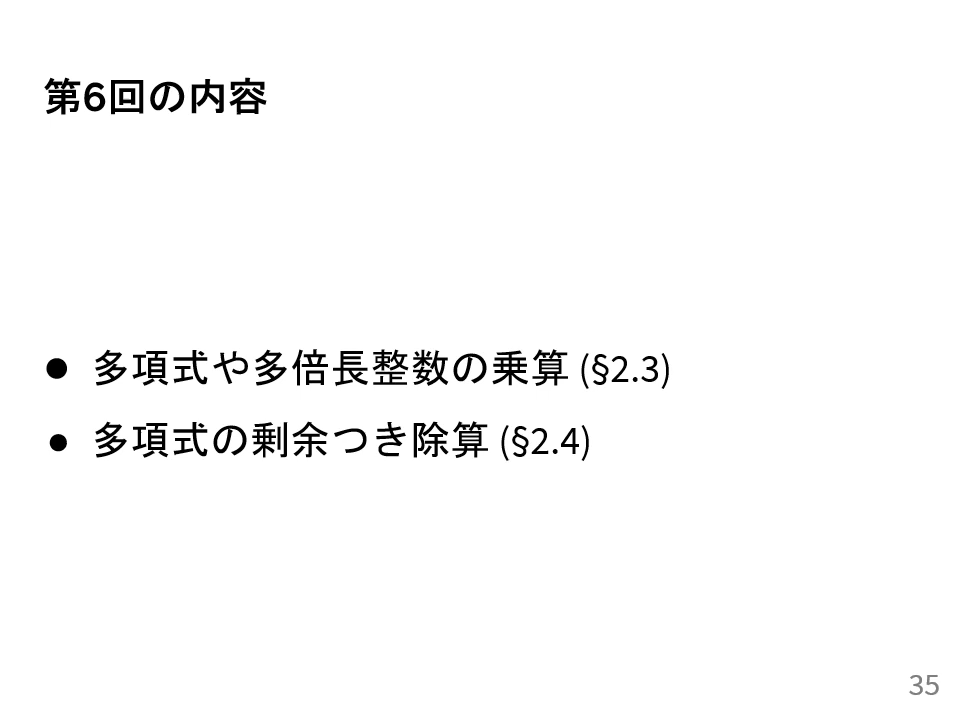 第6回の内容
● 多項式や多倍長整数の乗算 (§2.3)
● 多項式の剰余つき除算 (§2.4)
35